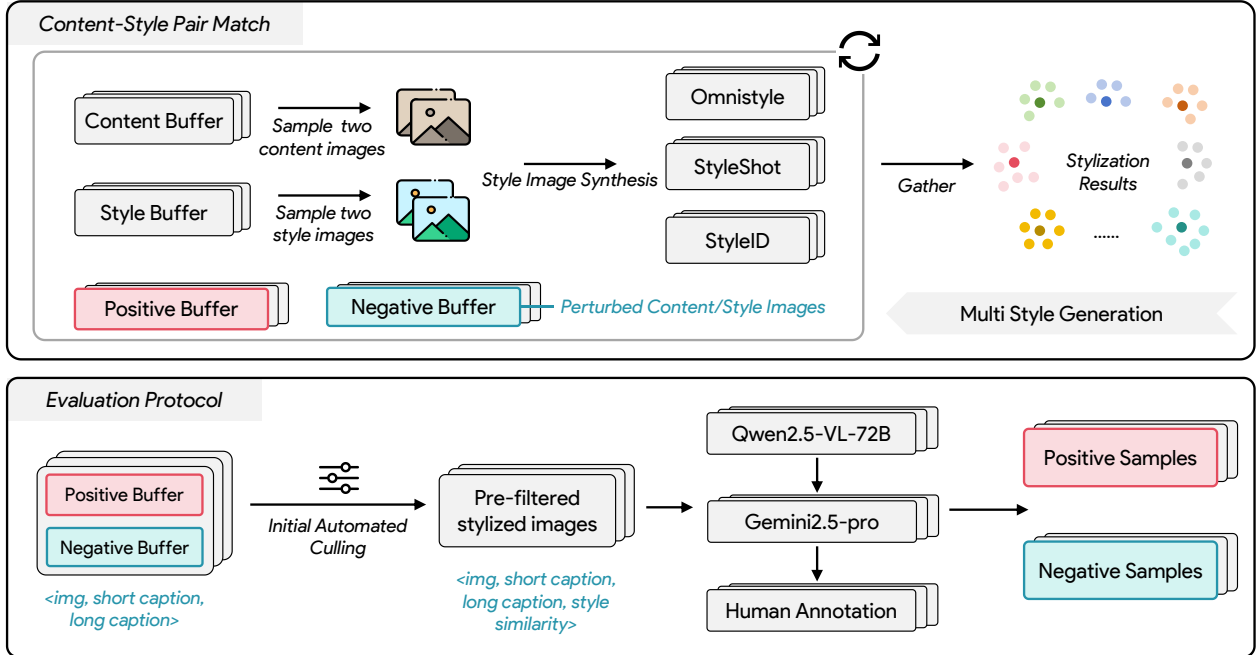 Content-Style Pair Match
Content Buffer
Sample two
content images
Style Buffer
Sample two
style images
Style Image Synthesis
Omnistyle
StyleShot
StyleID
Gather
Stylization
Results
......
Positive Buffer
Negative Buffer
Perturbed Content/Style Images
Multi Style Generation
Evaluation Protocol
Positive Buffer
Negative Buffer
<img, short caption,
long caption>
Initial Automated
Culling
Pre-filtered
stylized images
<img, short caption,
long caption, style
similarity>
Qwen2.5-VL-72B
Gemini2.5-pro
Human Annotation
Positive Samples
Negative Samples